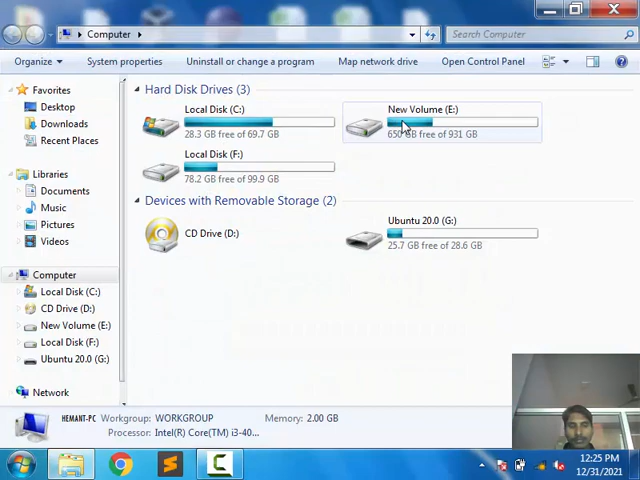 Computer
Search Computer
Organize
System properties
Uninstall or change a program
Map network drive
Open Control Panel
Favorites
Desktop
Downloads
Recent Places
Libraries
Documents
Music
Pictures
Videos
Computer
Local Disk (C:)
CD Drive (D:)
New Volume (E:)
Local Disk (F:)
Ubuntu 20.0 (G:)
Network
Hard Disk Drives (3)
Local Disk (C:)
28.3 GB free of 69.7 GB
New Volume (E:)
650 GB free of 931 GB
Local Disk (F:)
78.2 GB free of 99.9 GB
Devices with Removable Storage (2)
CD Drive (D:)
Ubuntu 20.0 (G:)
25.7 GB free of 28.6 GB
HEMANT-PC
Workgroup: WORKGROUP
Memory: 2.00 GB
Processor: Intel(R) Core(TM) i3-40...
12:25 PM
12/31/2021